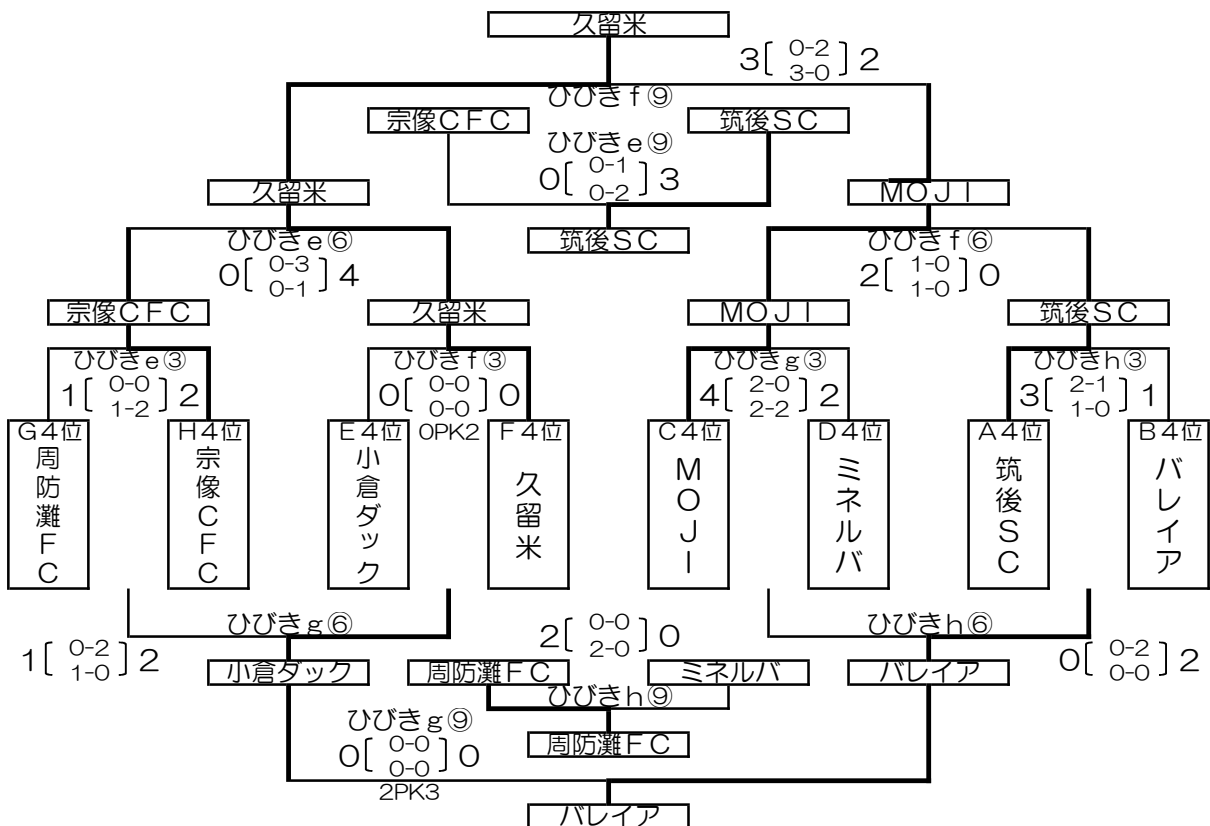 久留米
3[ 0-2 3-0 ]2
ひびきf⑨
宗像CFC 筑後SC
ひびきe⑨
0[ 0-1 0-2 ]3
久留米 MOJI
筑後SC
ひびきe⑥ ひびきf⑥
0[ 0-3 0-1 ]4 2[ 1-0 1-0 ]0
宗像CFC 久留米 MOJI 筑後SC
ひびきe③ ひびきf③ ひびきg③ ひびきh③
1[ 0-0 1-2 ]2 0[ 0-0 0-0 ]0 4[ 2-0 2-2 ]2 3[ 2-1 1-0 ]1
0PK2
G4位 H4位 E4位 F4位 C4位 D4位 A4位 B4位
周防灘FC 宗像CFC 小倉ダック 久留米 MOJI ミネルバ 筑後SC バレイア
ひびきg⑥ ひびきh⑥
1[ 0-2 1-0 ]2 2[ 0-0 2-0 ]0 0[ 0-2 0-0 ]2
小倉ダック 周防灘FC ミネルバ バレイア
ひびきh⑨
ひびきg⑨
0[ 0-0 0-0 ]0
周防灘FC
2PK3
バレイア